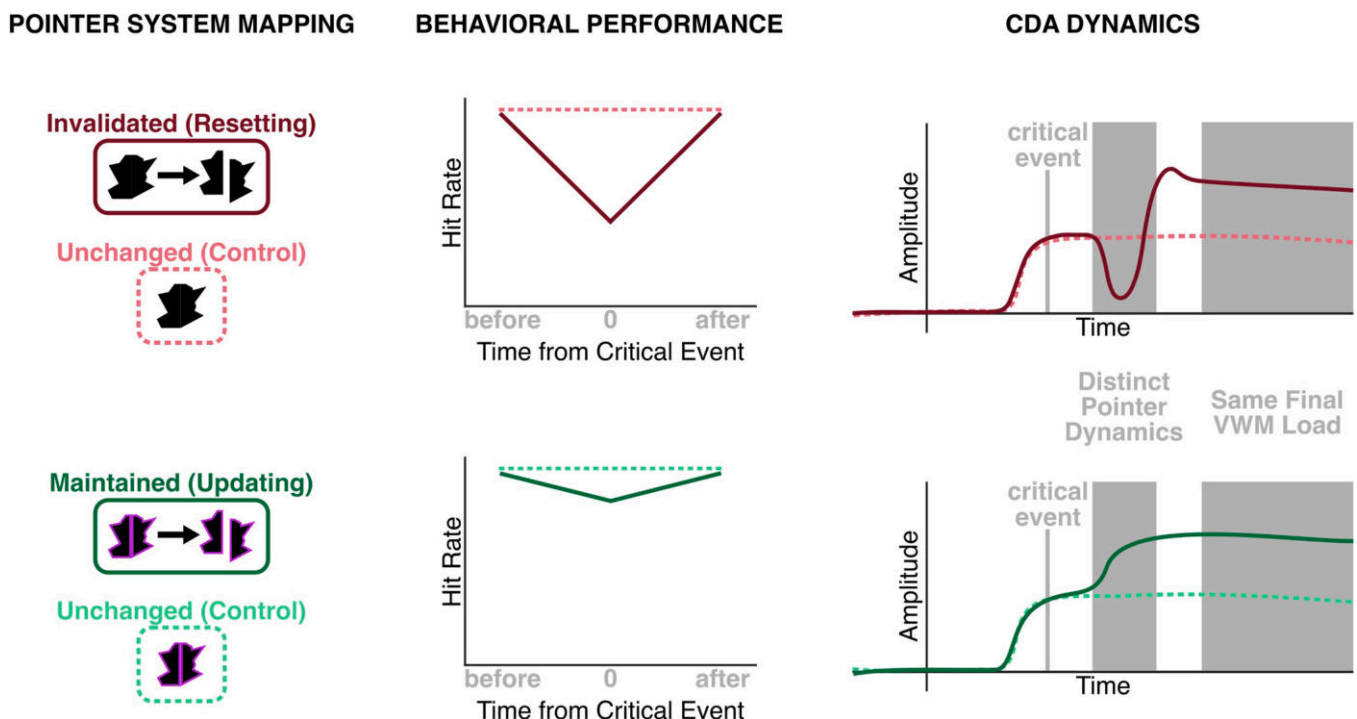 POINTER SYSTEM MAPPING
BEHAVIORAL PERFORMANCE
CDA DYNAMICS
Invalidated (Resetting)
Unchanged (Control)
Hit Rate
before
0
after
Time from Critical Event
critical
event
Amplitude
Time
Distinct
Pointer
Dynamics
Same Final
VWM Load
Maintained (Updating)
Unchanged (Control)
Hit Rate
before
0
after
Time from Critical Event
critical
event
Amplitude
Time